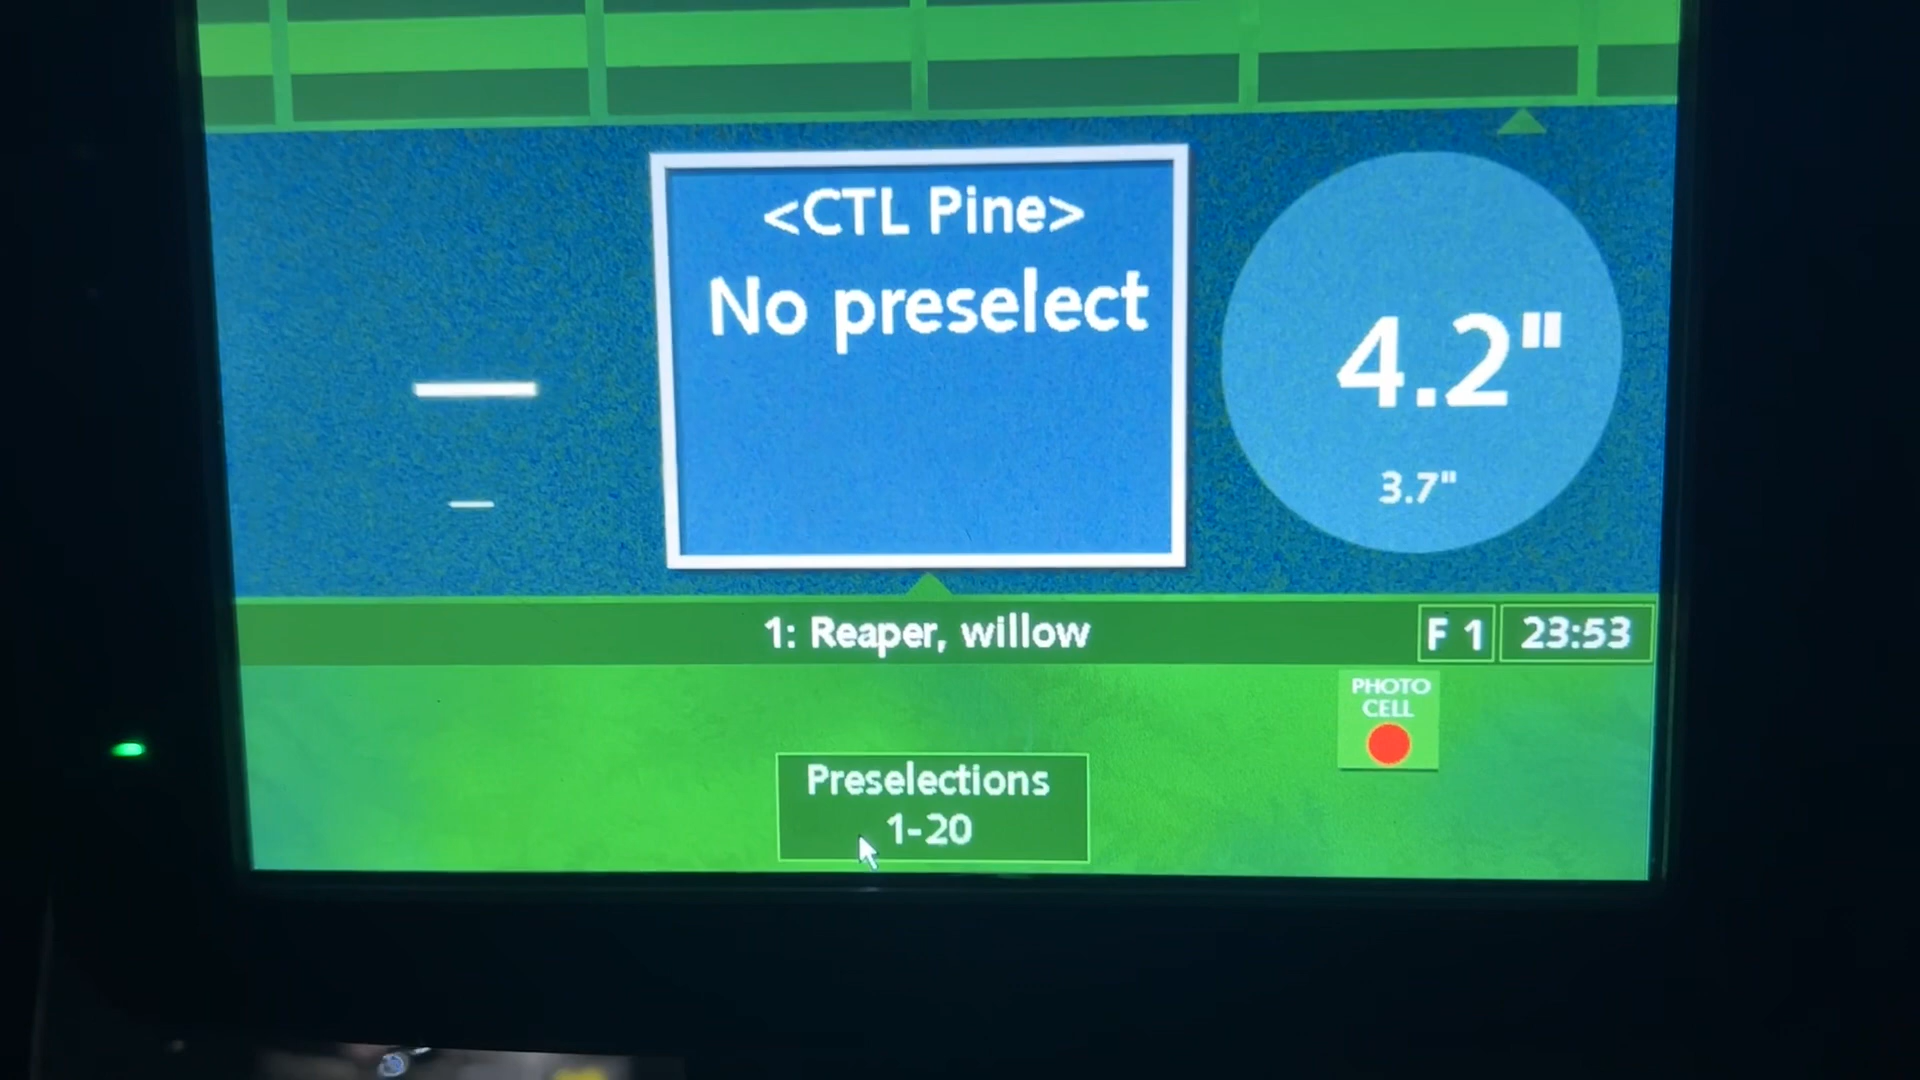 <CTL Pine>
No preselect
4.2"
3.7"
1: Reaper, willow
F 1
23:53
PHOTO
CELL
Preselections
1-20